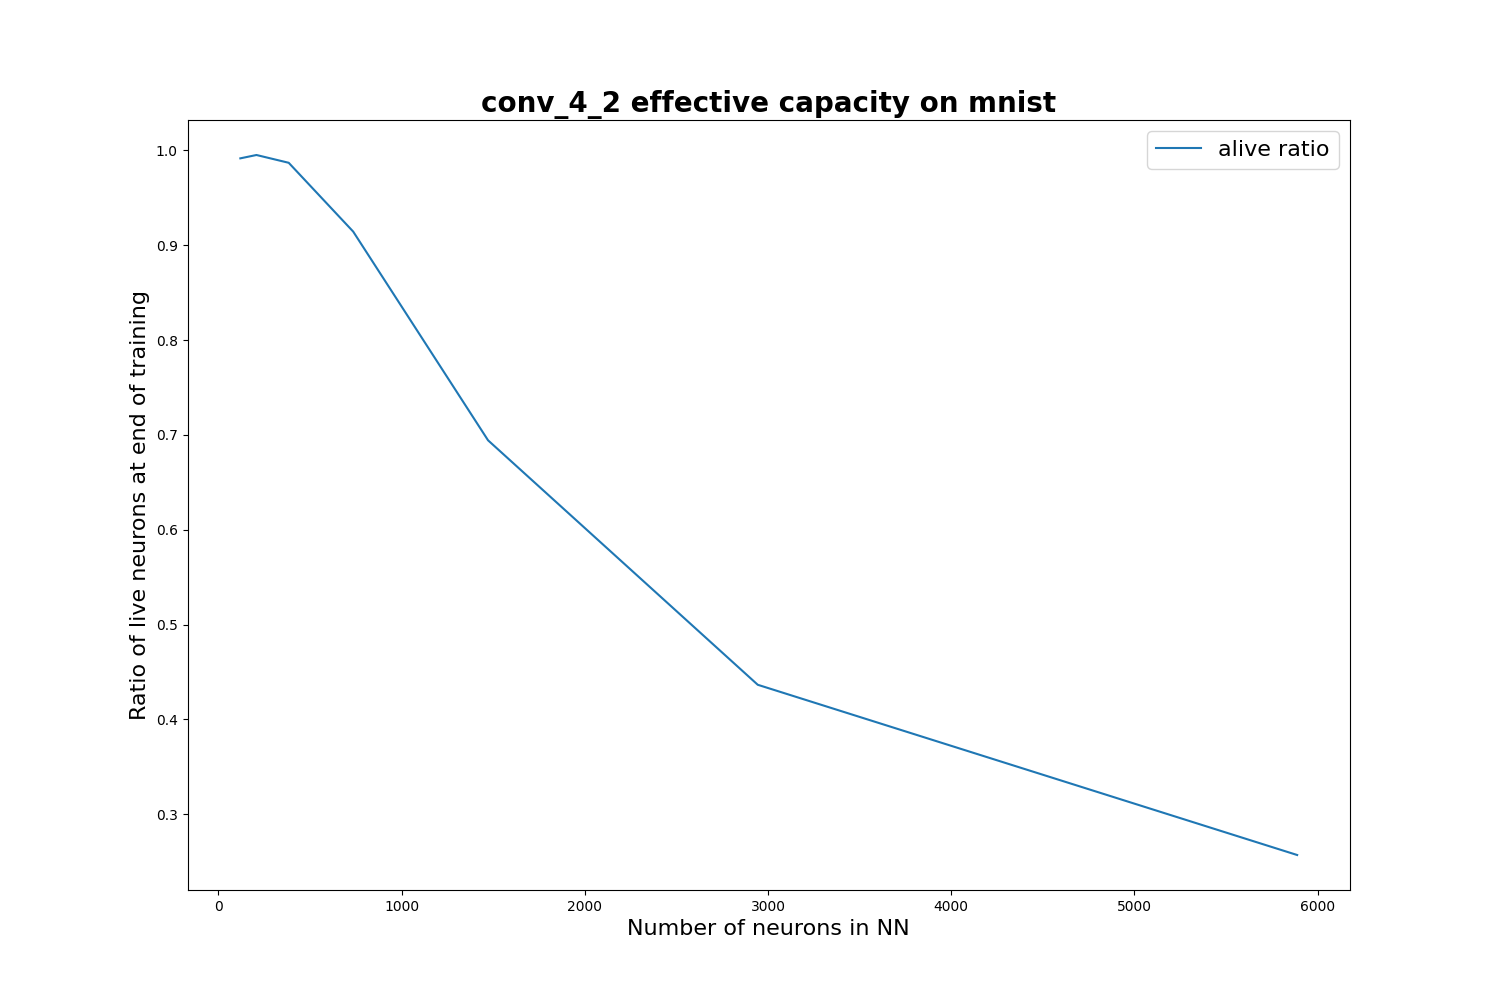 conv_4_2 effective capacity on mnist
alive ratio
Ratio of live neurons at end of training
1.0
0.9
0.8
0.7
0.6
0.5
0.4
0.3
0 1000 2000 3000 4000 5000 6000
Number of neurons in NN